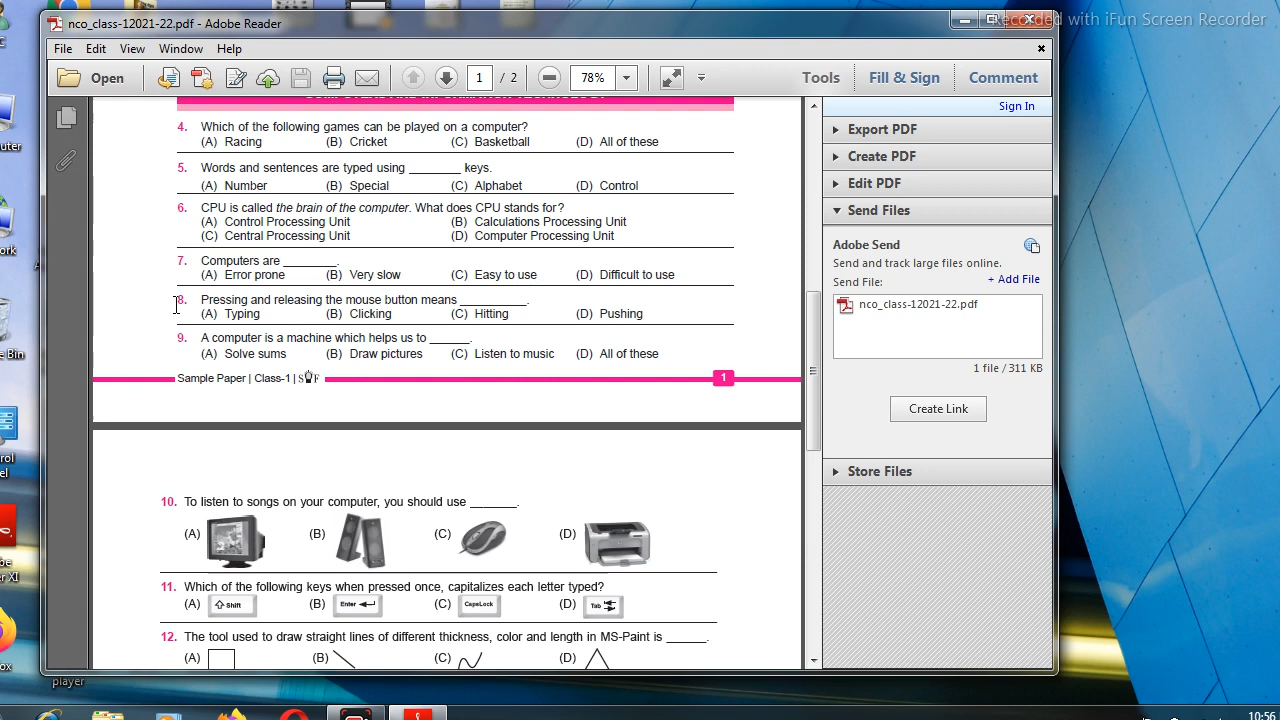 nco_class-12021-22.pdf - Adobe Reader
Recorded with iFun Screen Recorder
File Edit View Window Help
Open 1 / 2 78% Tools Fill & Sign Comment
Sign In
4. Which of the following games can be played on a computer?
(A) Racing (B) Cricket (C) Basketball (D) All of these
5. Words and sentences are typed using ________ keys.
(A) Number (B) Special (C) Alphabet (D) Control
6. CPU is called the brain of the computer. What does CPU stands for?
(A) Control Processing Unit (B) Calculations Processing Unit
(C) Central Processing Unit (D) Computer Processing Unit
7. Computers are ________.
(A) Error prone (B) Very slow (C) Easy to use (D) Difficult to use
8. Pressing and releasing the mouse button means __________.
(A) Typing (B) Clicking (C) Hitting (D) Pushing
9. A computer is a machine which helps us to ______.
(A) Solve sums (B) Draw pictures (C) Listen to music (D) All of these
Sample Paper | Class-1 | SOF 1
10. To listen to songs on your computer, you should use _______.
(A) (B) (C) (D)
11. Which of the following keys when pressed once, capitalizes each letter typed?
(A) Shift (B) Enter (C) CapsLock (D) Tab
12. The tool used to draw straight lines of different thickness, color and length in MS-Paint is ______.
(A) (B) (C) (D)
Export PDF
Create PDF
Edit PDF
Send Files
Adobe Send
Send and track large files online.
Send File: + Add File
nco_class-12021-22.pdf
1 file / 311 KB
Create Link
Store Files
player
10:56